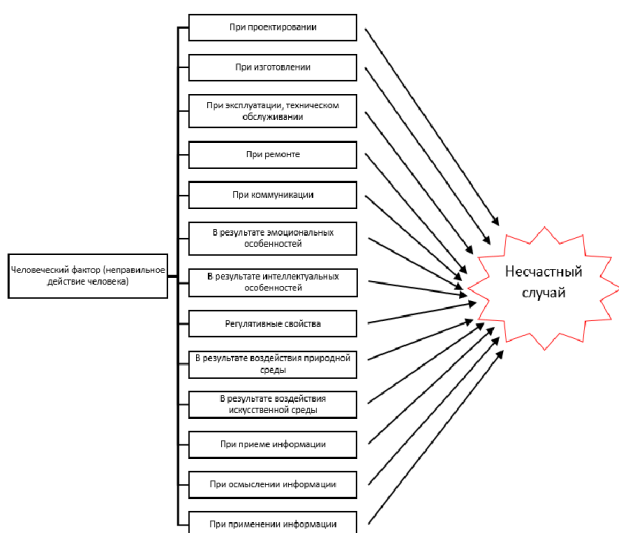 При проектировании
При изготовлении
При эксплуатации, техническом
обслуживании
При ремонте
При коммуникации
В результате эмоциональных
особенностей
Человеческий фактор (неправильное
действие человека)
В результате интеллектуальных
особенностей
Регулятивные свойства
В результате воздействия природной
среды
В результате воздействия
искусственной среды
При приеме информации
При осмыслении информации
При применении информации
Несчастный
случай